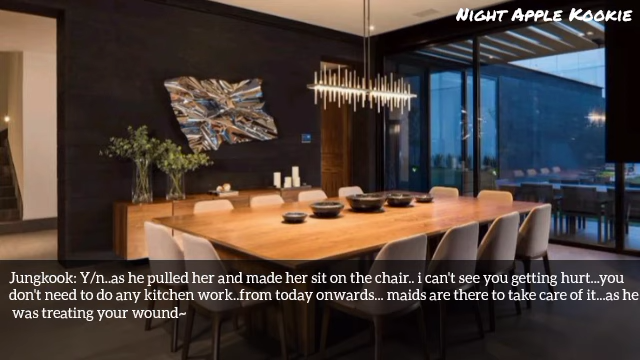 Night Apple Kookie
Jungkook: Y/n..as he pulled her and made her sit on the chair.. i can't see you getting hurt...you
don't need to do any kitchen work..from today onwards... maids are there to take care of it...as he
was treating your wound~